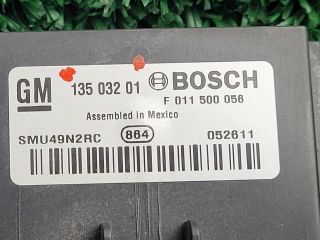 GM 135 032 01 BOSCH
F 011 500 056
Assembled in Mexico
SMU49N2RC 864 052611